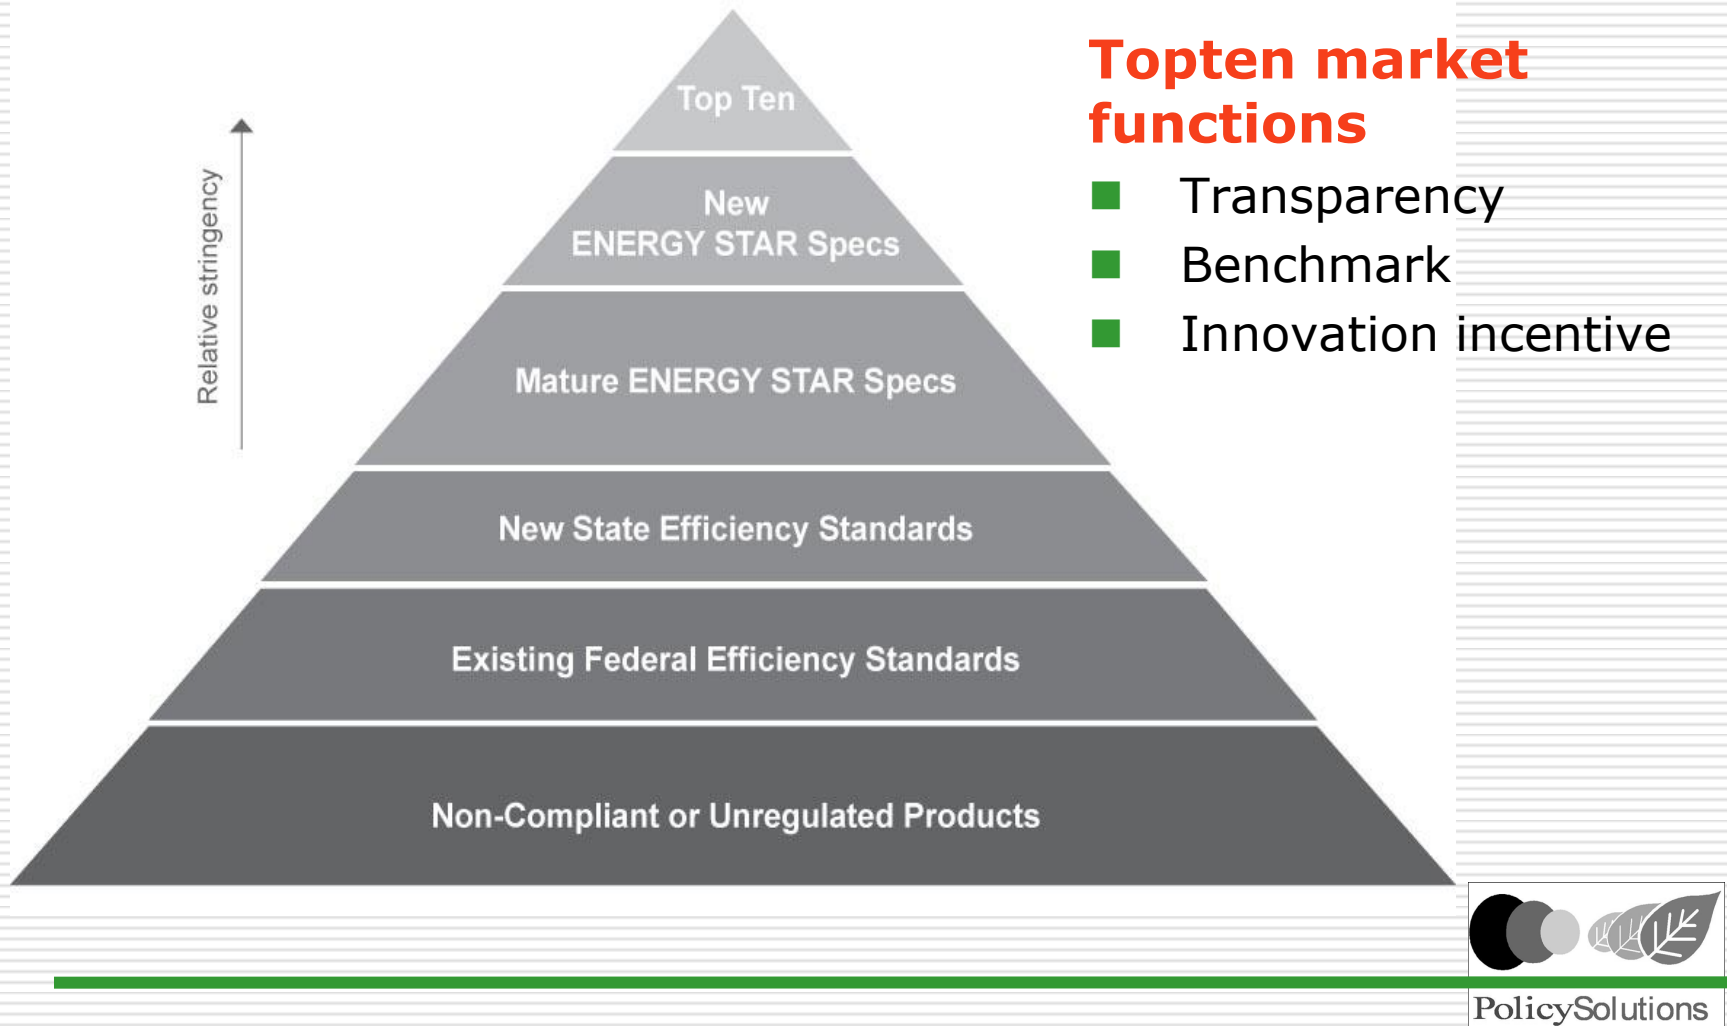 Topten market
functions
Transparency
Benchmark
Innovation incentive
Relative stringency
Top Ten
New
ENERGY STAR Specs
Mature ENERGY STAR Specs
New State Efficiency Standards
Existing Federal Efficiency Standards
Non-Compliant or Unregulated Products
PolicySolutions